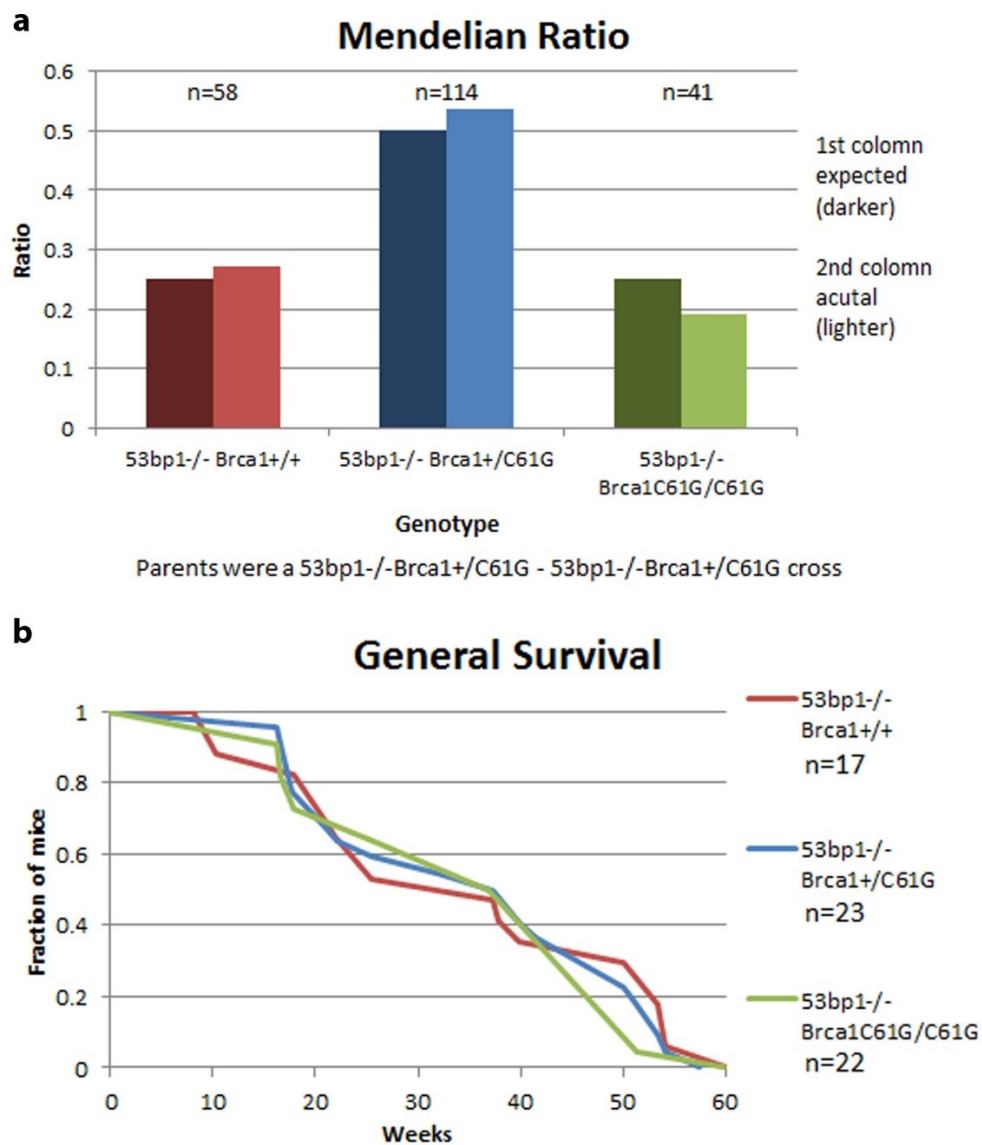 a
Mendelian Ratio
0.6
0.5
0.4
0.3
0.2
0.1
0
Ratio
n=58
n=114
n=41
1st colomn
expected
(darker)
2nd colomn
acutal
(lighter)
53bp1-/- Brca1+/+
53bp1-/- Brca1+/C61G
53bp1-/-
Brca1C61G/C61G
Genotype
Parents were a 53bp1-/-Brca1+/C61G - 53bp1-/-Brca1+/C61G cross
b
General Survival
1
0.8
0.6
0.4
0.2
0
Fraction of mice
0 10 20 30 40 50 60
Weeks
53bp1-/-
Brca1+/+
n=17
53bp1-/-
Brca1+/C61G
n=23
53bp1-/-
Brca1C61G/C61G
n=22